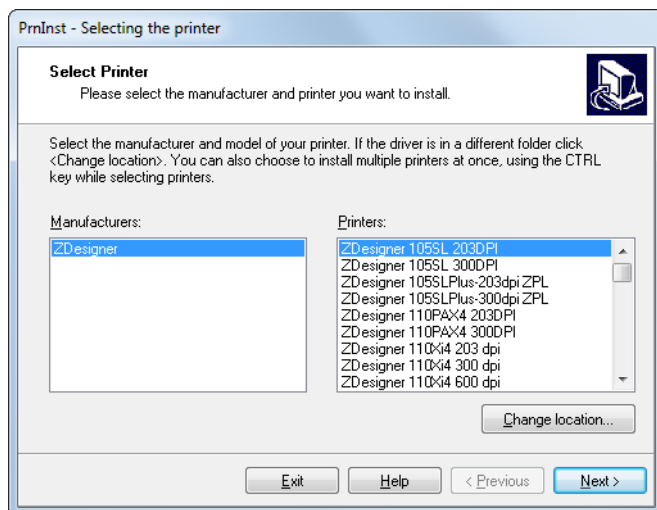 PrnInst - Selecting the printer
Select Printer
Please select the manufacturer and printer you want to install.
Select the manufacturer and model of your printer. If the driver is in a different folder click
<Change location>. You can also choose to install multiple printers at once, using the CTRL
key while selecting printers.
Manufacturers:
ZDesigner
Printers:
ZDesigner 105SL 203DPI
ZDesigner 105SL 300DPI
ZDesigner 105SLPlus-203dpi ZPL
ZDesigner 105SLPlus-300dpi ZPL
ZDesigner 110PAX4 203DPI
ZDesigner 110PAX4 300DPI
ZDesigner 110Xi4 203 dpi
ZDesigner 110Xi4 300 dpi
ZDesigner 110Xi4 600 dpi
Change location...
Exit
Help
< Previous
Next >